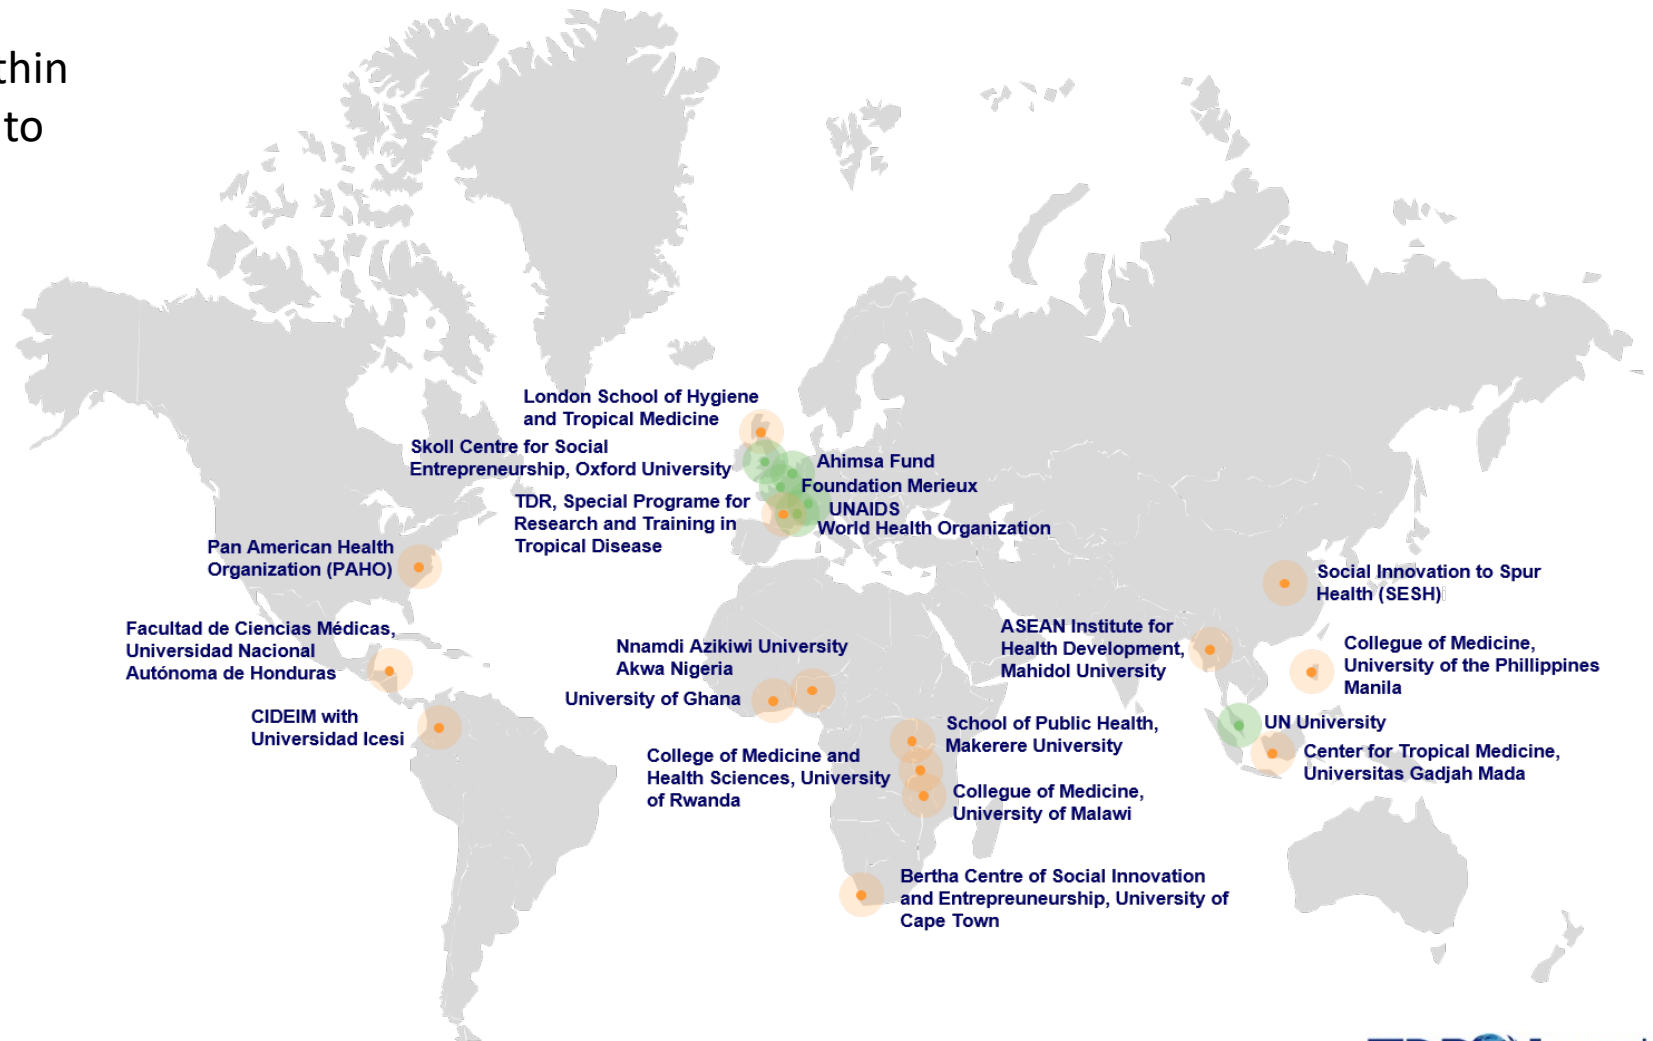 thin
to
London School of Hygiene
and Tropical Medicine
Skoll Centre for Social
Entrepreneurship, Oxford University
Ahimsa Fund
Foundation Merieux
UNAIDS
World Health Organization
TDR, Special Programe for
Research and Training in
Tropical Disease
Pan American Health
Organization (PAHO)
Social Innovation to Spur
Health (SESH)
Facultad de Ciencias Médicas,
Universidad Nacional
Autónoma de Honduras
Nnamdi Azikiwi University
Akwa Nigeria
ASEAN Institute for
Health Development,
Mahidol University
Collegue of Medicine,
University of the Phillippines
Manila
University of Ghana
CIDEIM with
Universidad Icesi
School of Public Health,
Makerere University
UN University
Center for Tropical Medicine,
Universitas Gadjah Mada
College of Medicine and
Health Sciences, University
of Rwanda
Collegue of Medicine,
University of Malawi
Bertha Centre of Social Innovation
and Entrepreuneurship, University of
Cape Town